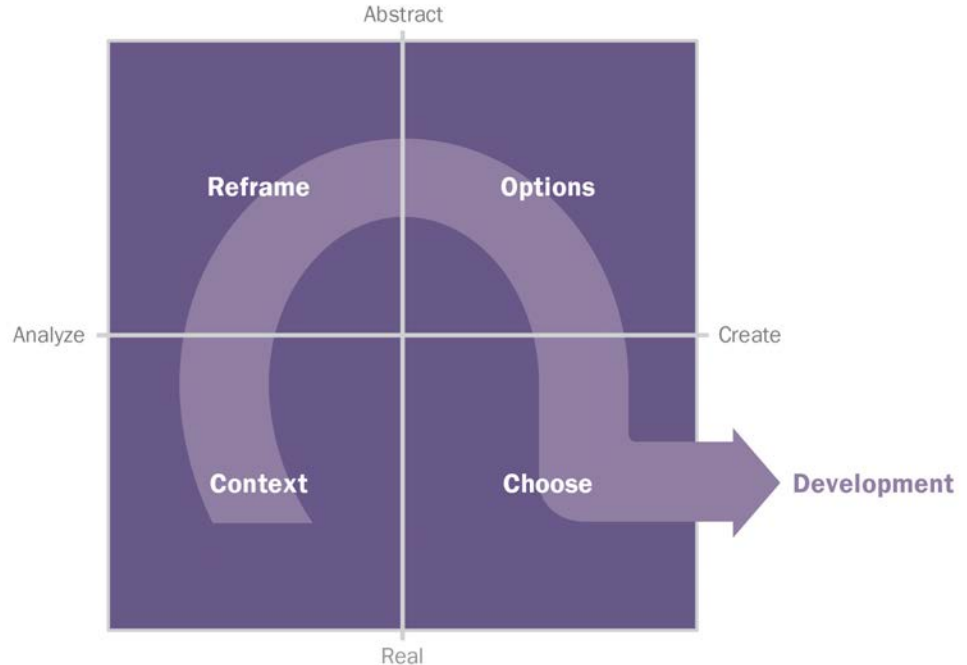 Abstract
Reframe
Options
Analyze
Create
Context
Choose
Development
Real